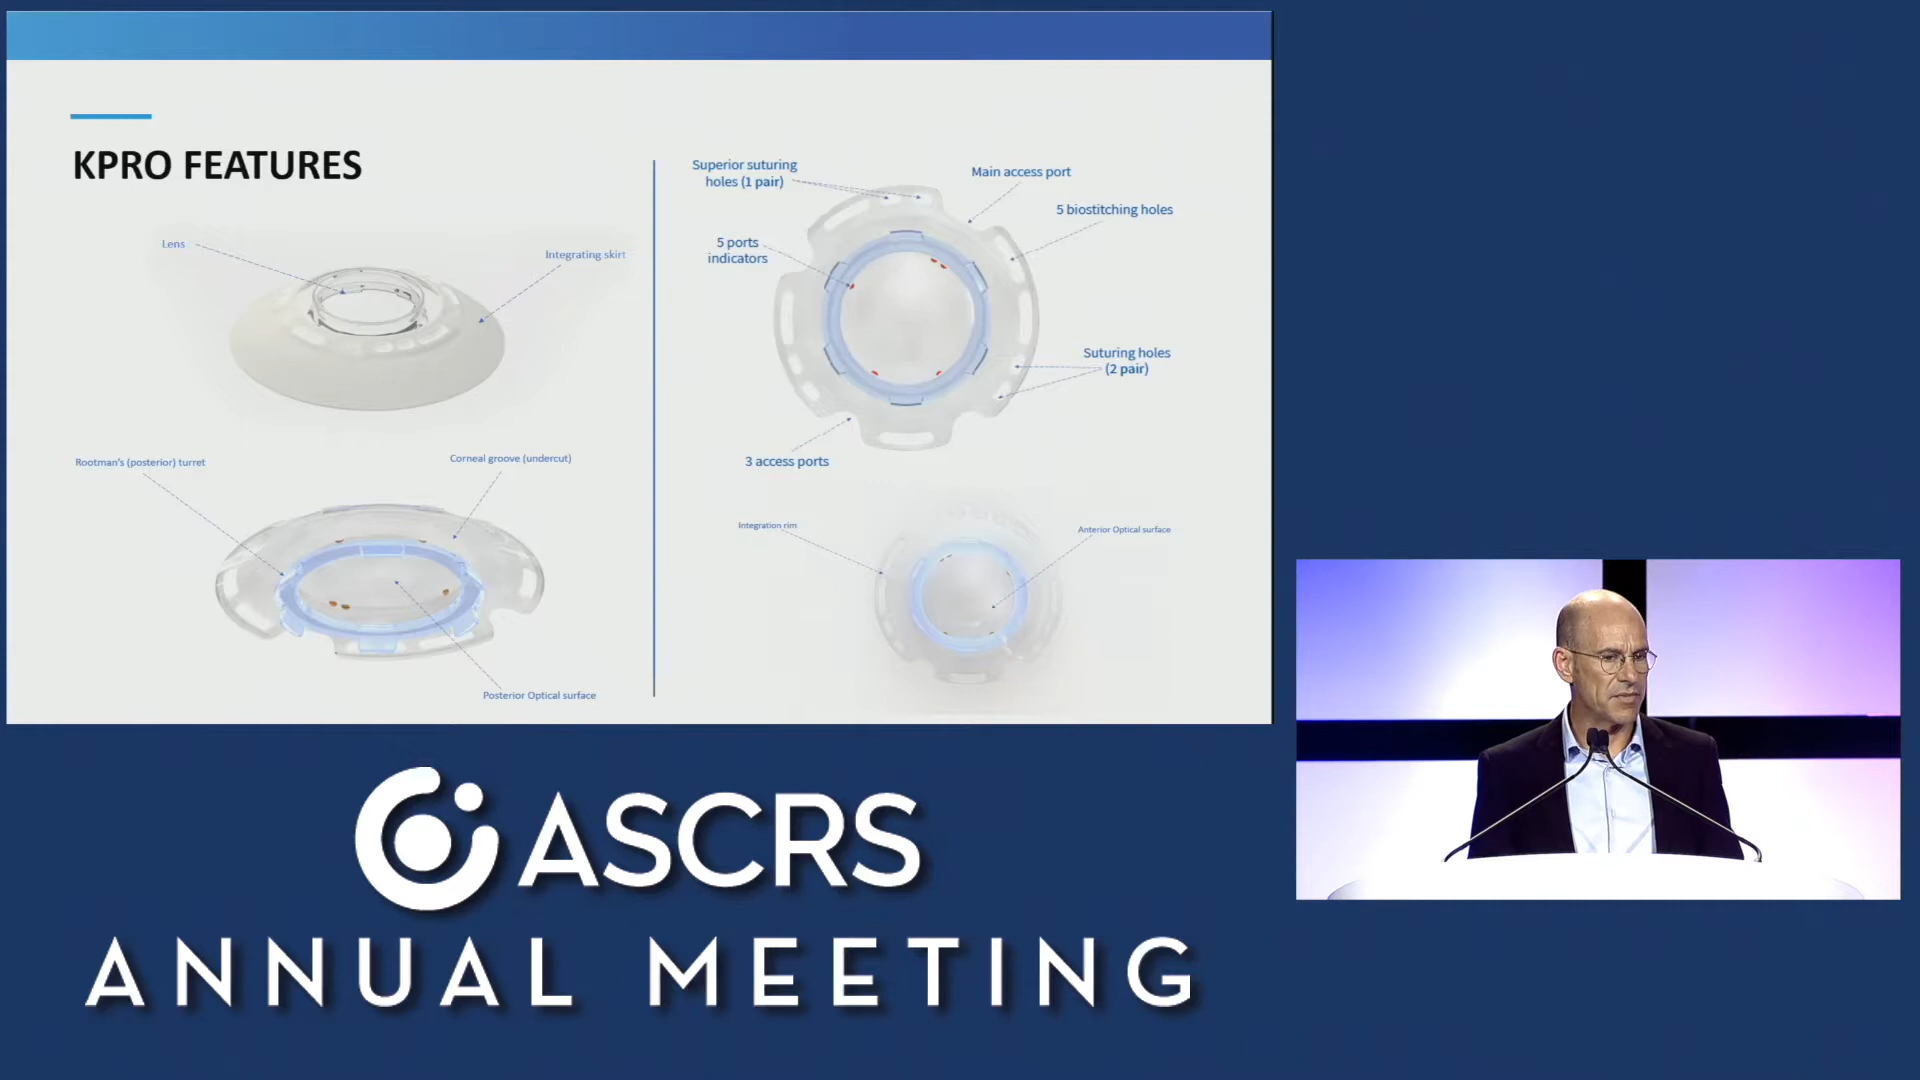 KPRO FEATURES
Lens
Integrating skirt
Rootman's (posterior) turret
Corneal groove (undercut)
Posterior Optical surface
Superior suturing
holes (1 pair)
Main access port
5 biostitching holes
5 ports
indicators
Suturing holes
(2 pair)
3 access ports
Integration rim
Anterior Optical surface
ASCRS
ANNUAL MEETING